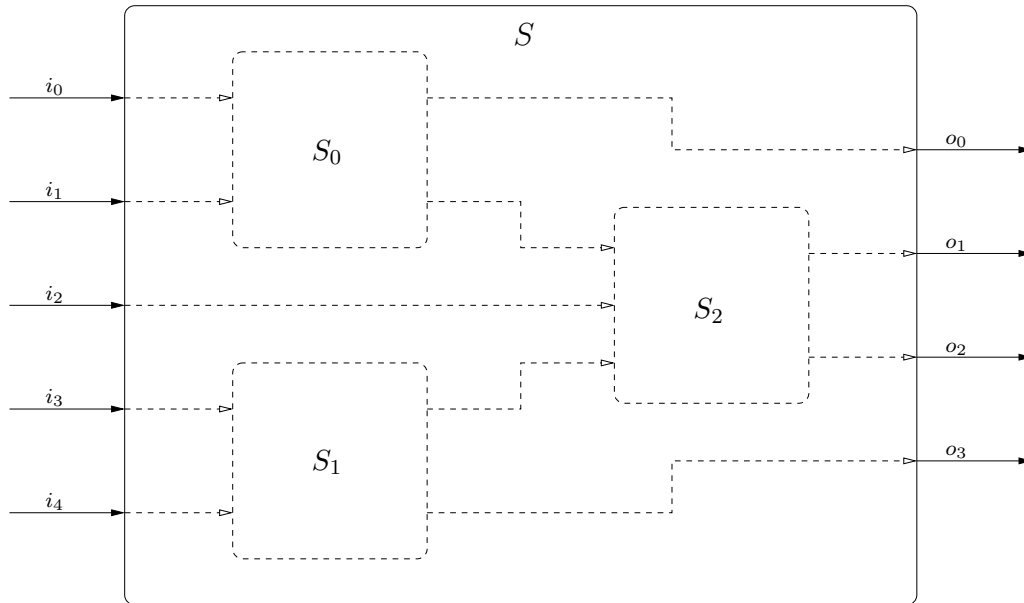 S
i₀
S₀
o₀
i₁
o₁
i₂
S₂
o₂
i₃
S₁
o₃
i₄